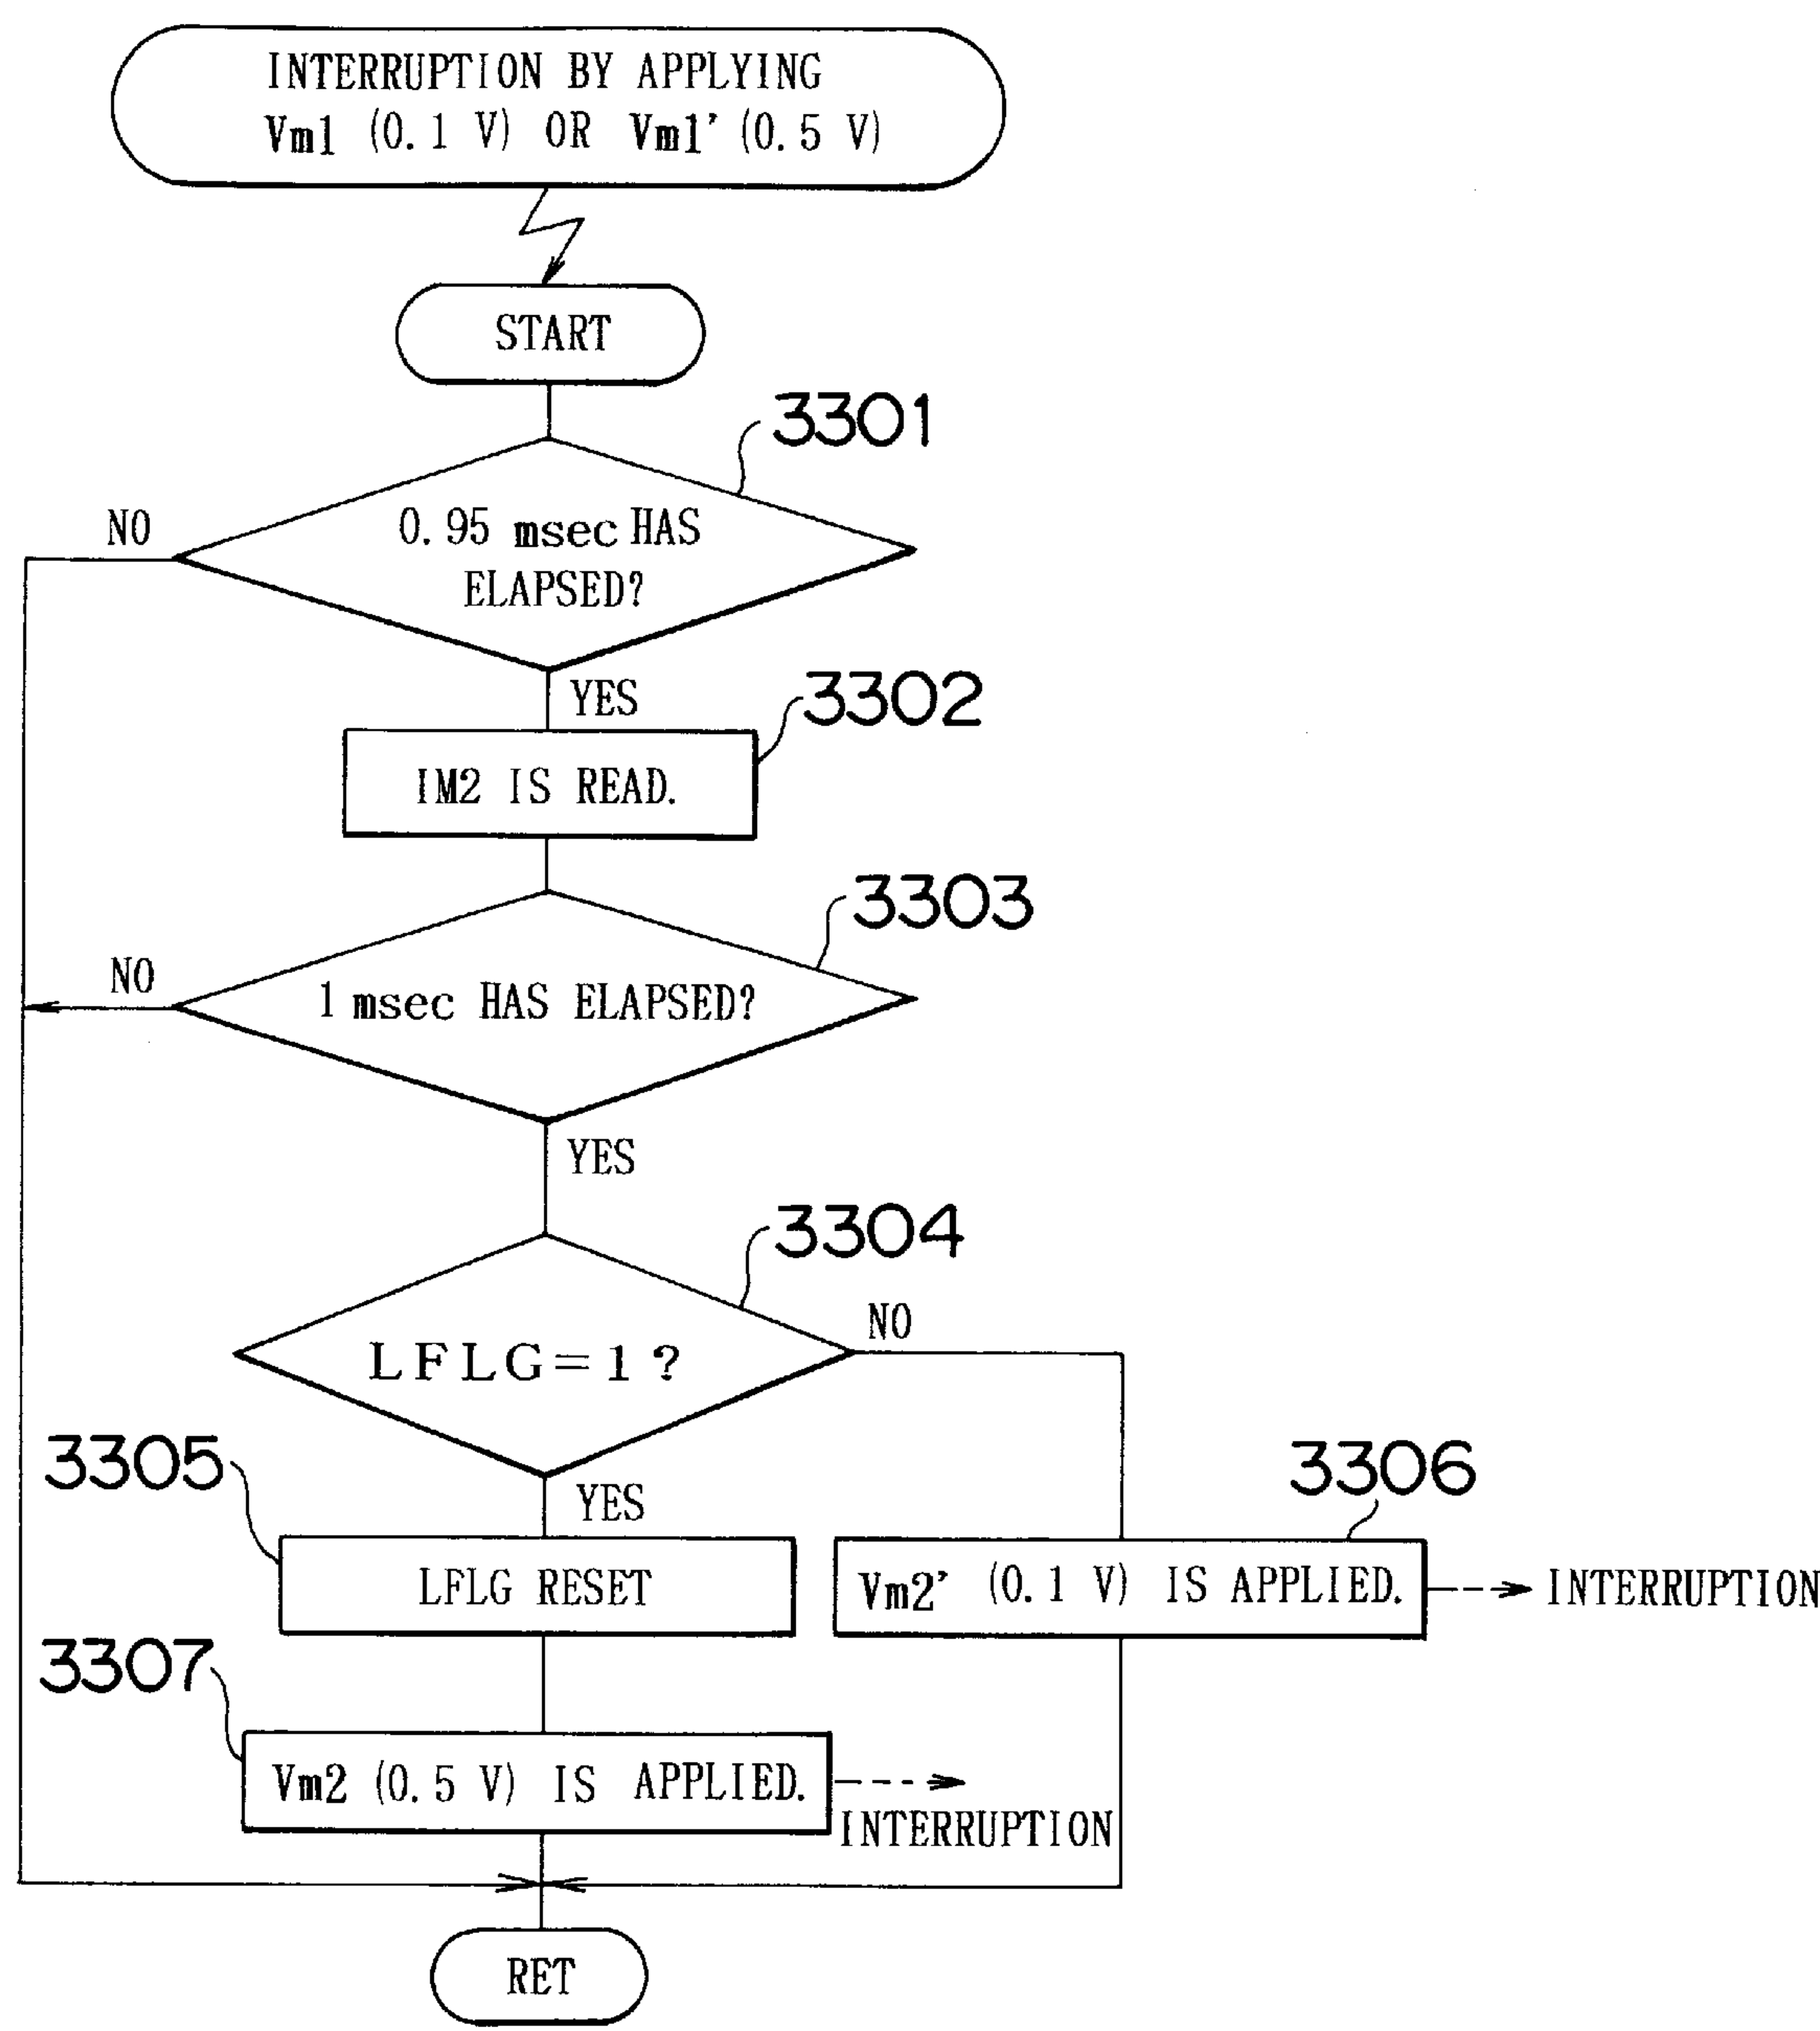 INTERRUPTION BY APPLYING
Vm1 (0.1 V) OR Vm1' (0.5 V)
START
3301
NO
0.95 msec HAS
ELAPSED?
YES
3302
IM2 IS READ.
3303
NO
1 msec HAS ELAPSED?
YES
3304
NO
LFLG=1?
3305
YES
3306
LFLG RESET
Vm2' (0.1 V) IS APPLIED.
INTERRUPTION
3307
Vm2 (0.5 V) IS APPLIED.
INTERRUPTION
RET